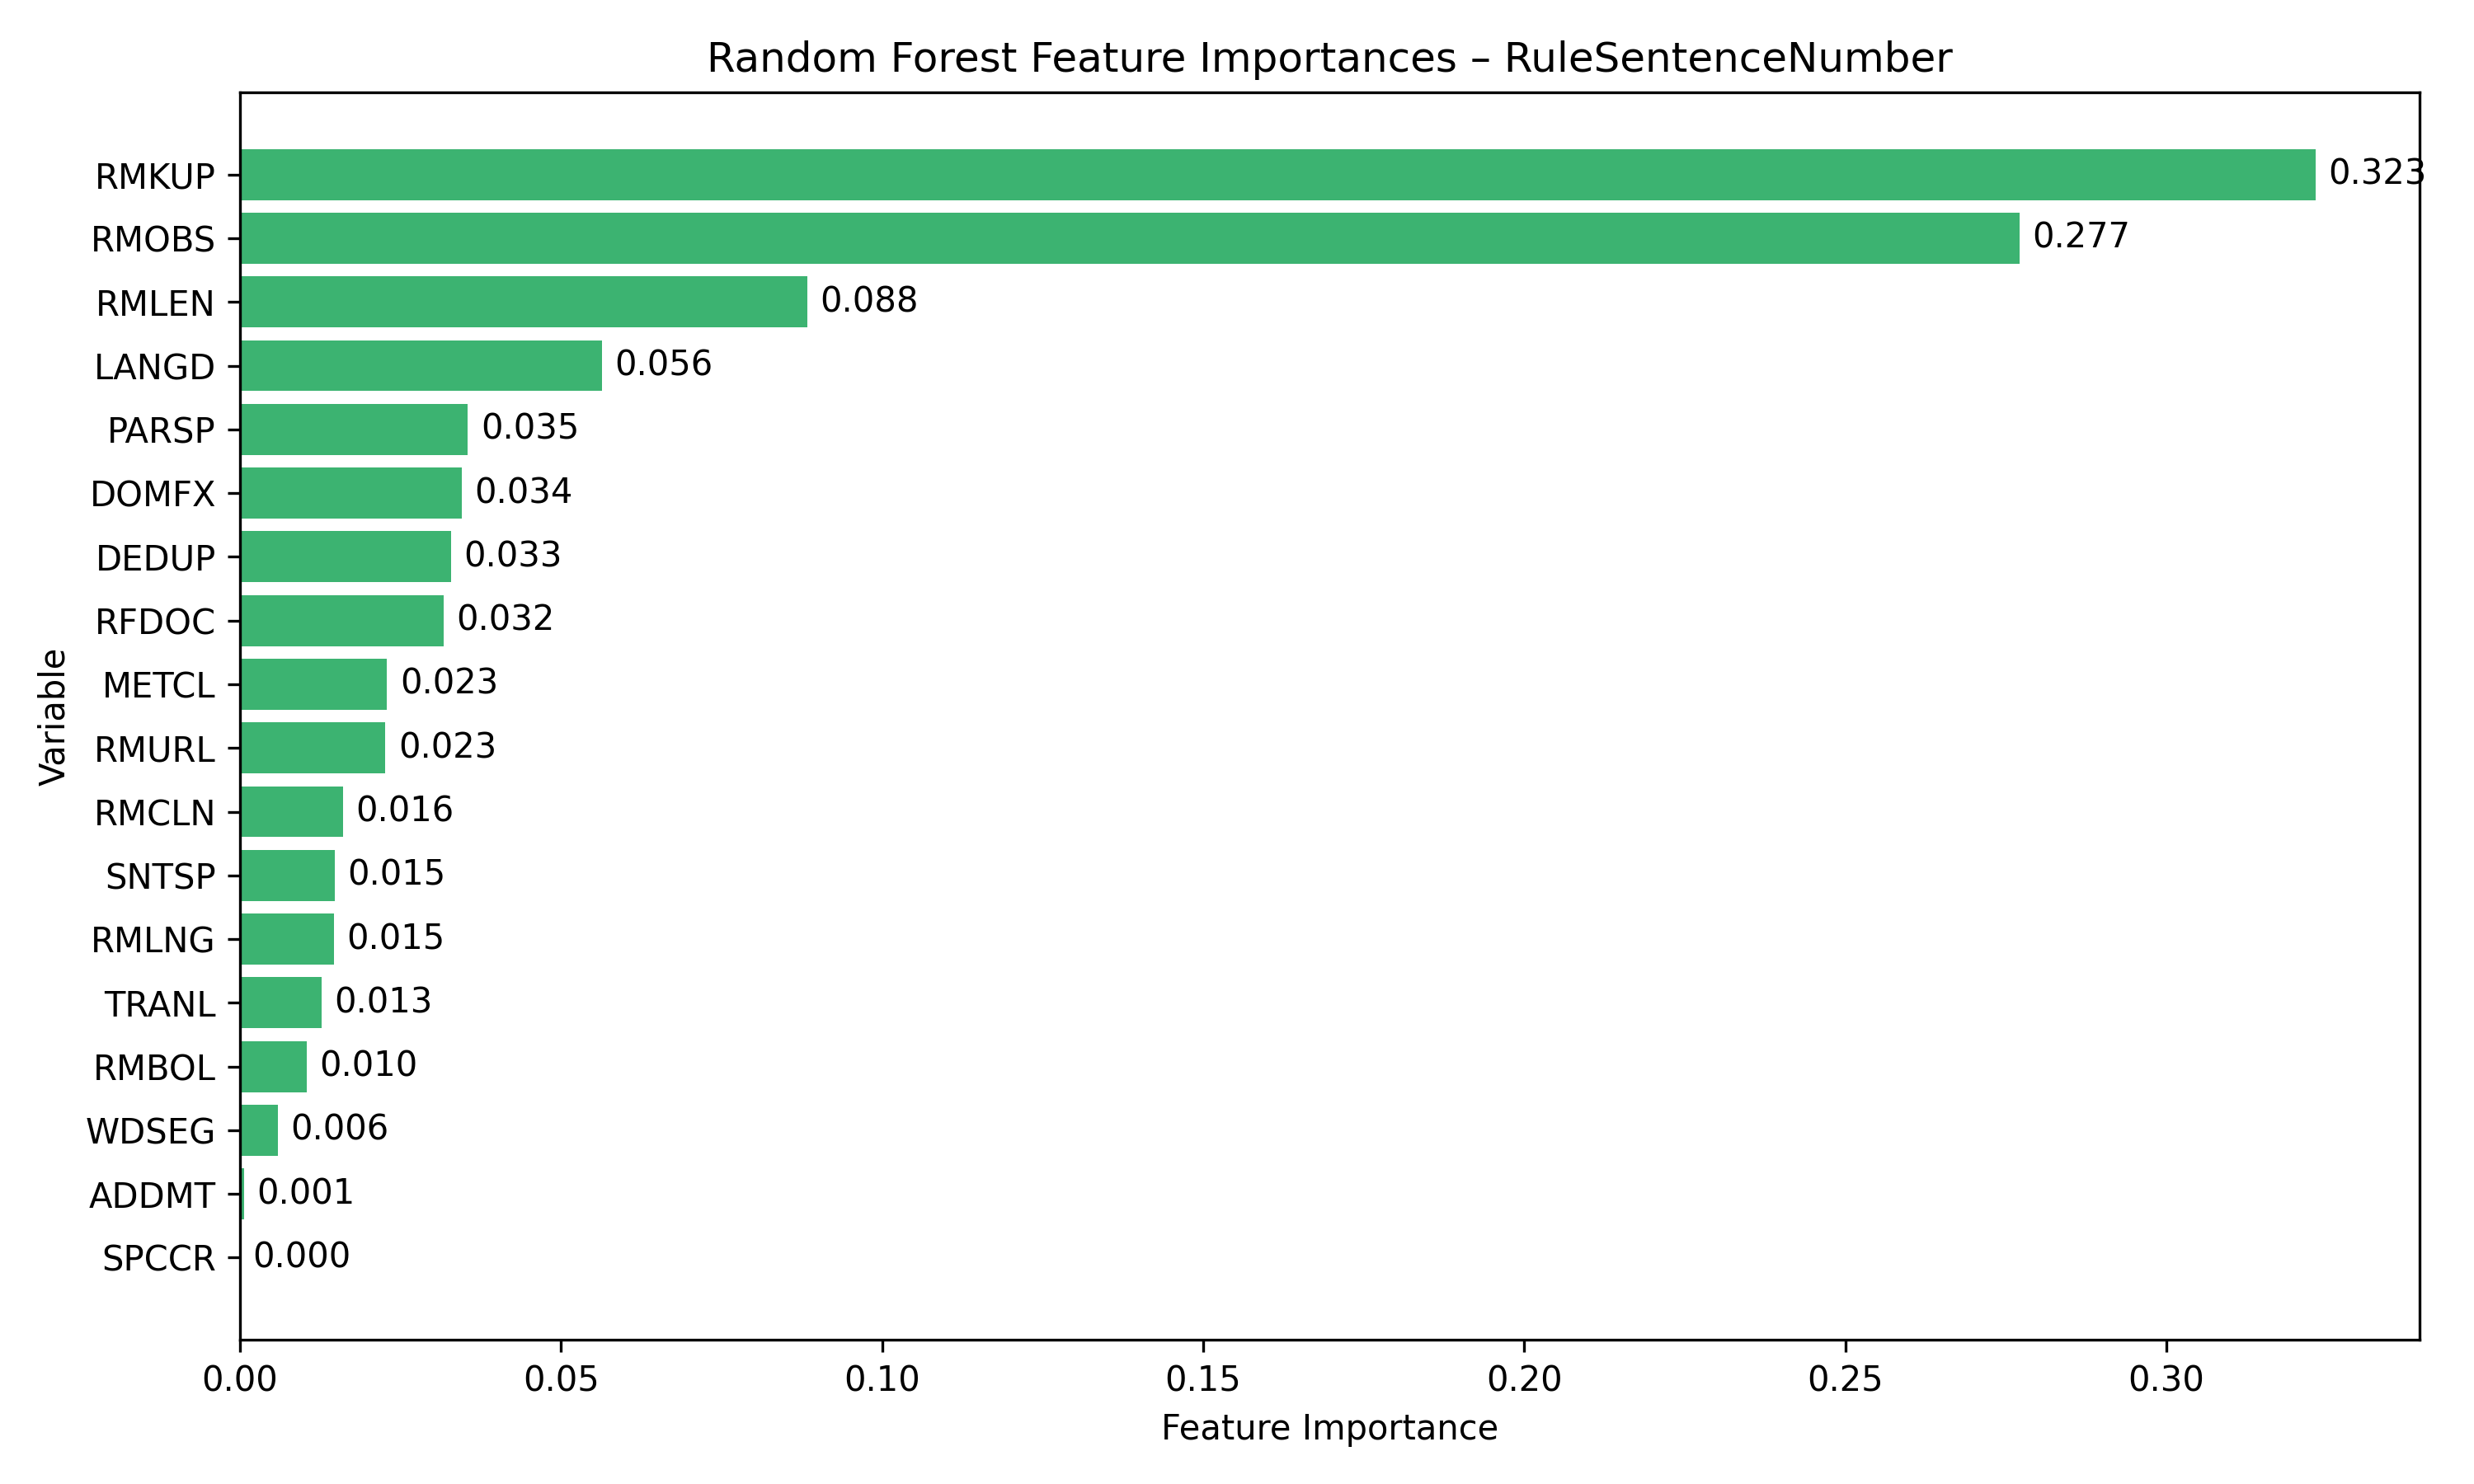 Random Forest Feature Importances – RuleSentenceNumber
RMKUP 0.323
RMOBS 0.277
RMLEN 0.088
LANGD 0.056
PARSP 0.035
DOMFX 0.034
DEDUP 0.033
RFDOC 0.032
METCL 0.023
RMURL 0.023
RMCLN 0.016
SNTSP 0.015
RMLNG 0.015
TRANL 0.013
RMBOL 0.010
WDSEG 0.006
ADDMT 0.001
SPCCR 0.000
Variable
0.00 0.05 0.10 0.15 0.20 0.25 0.30
Feature Importance